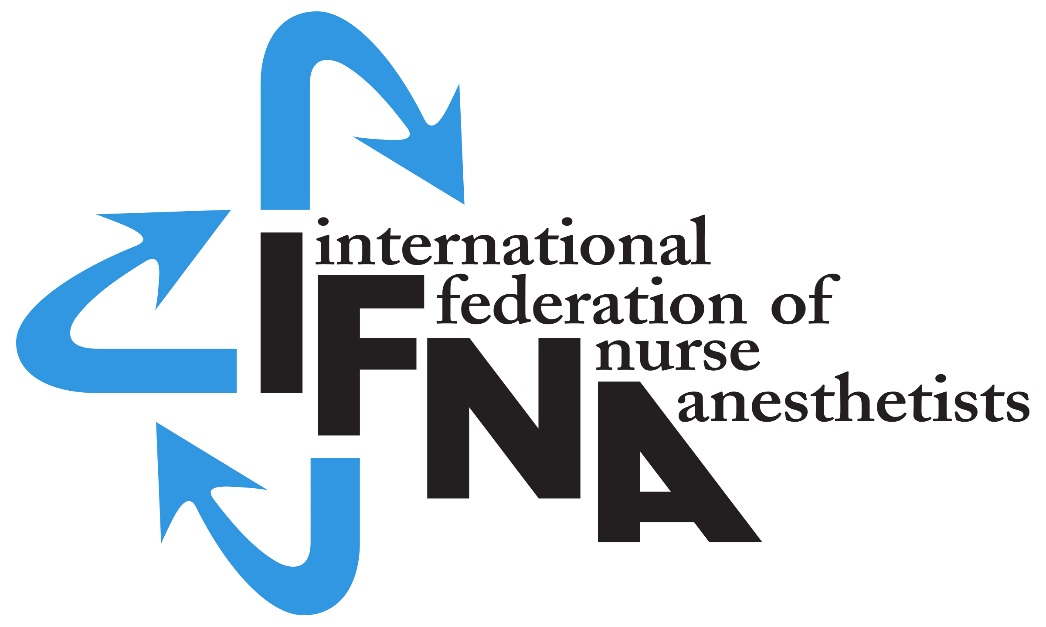 IFNA
international
federation of
nurse
anesthetists